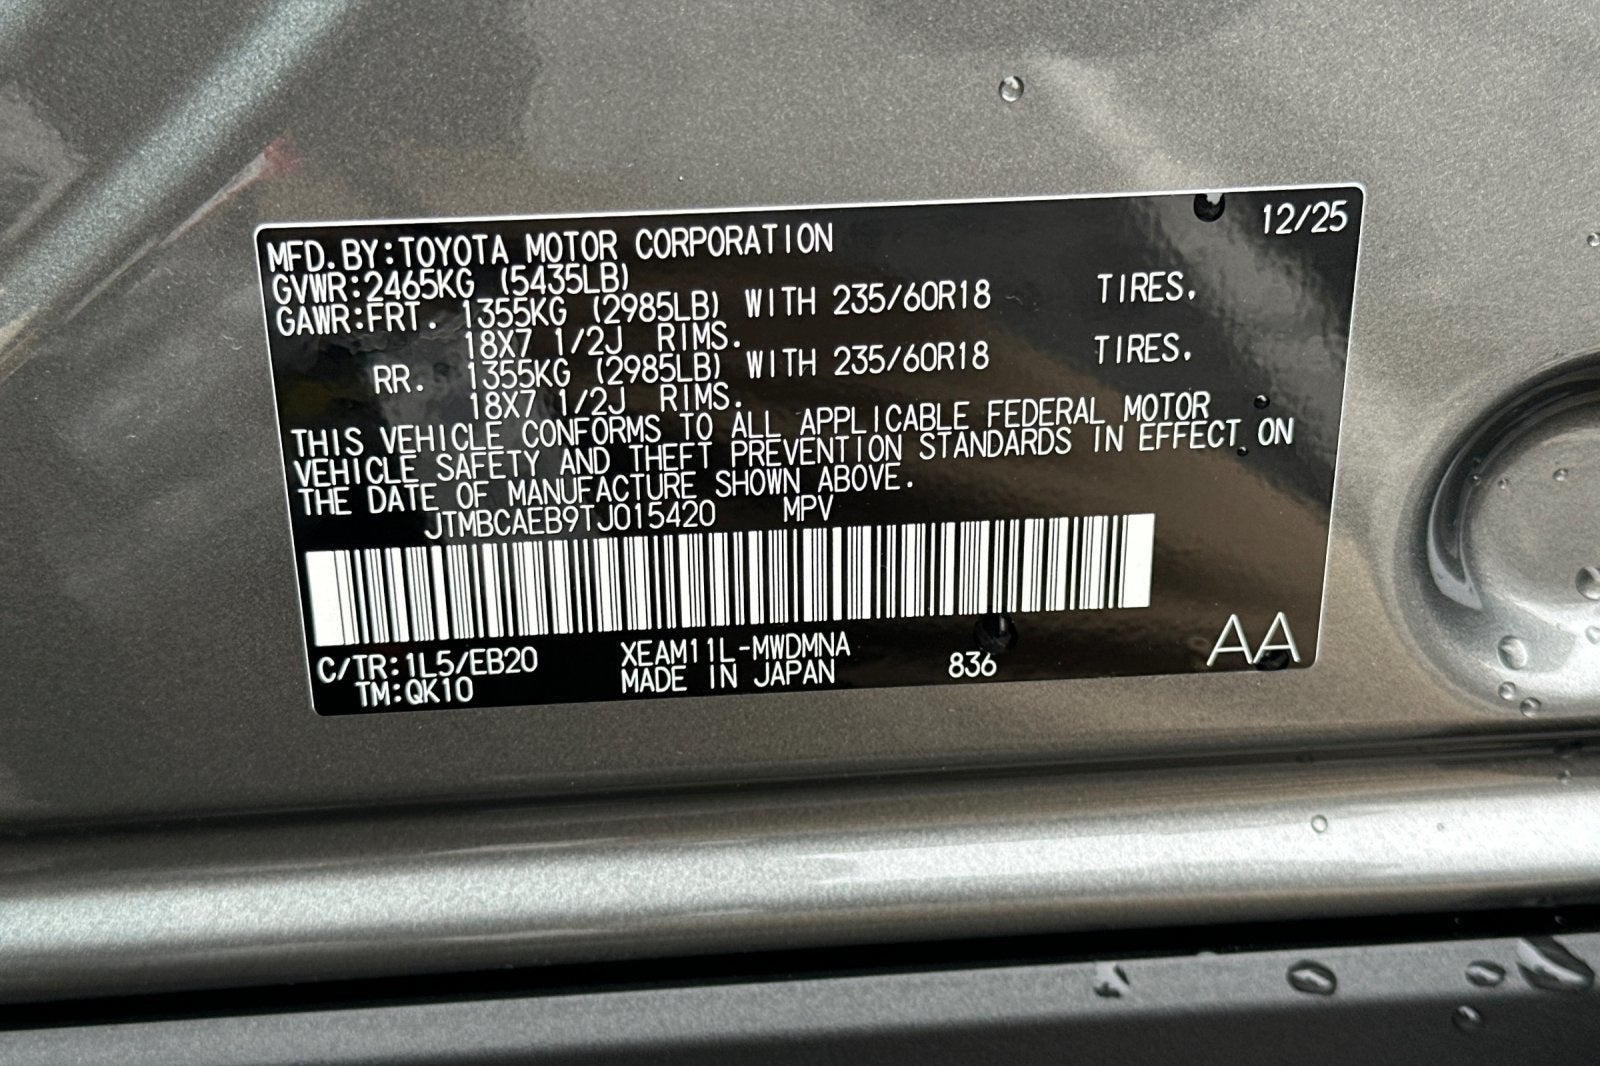 12/25
MFD.BY:TOYOTA MOTOR CORPORATION
GVWR:2465KG (5435LB)
GAWR:FRT. 1355KG (2985LB) WITH 235/60R18 TIRES.
18X7 1/2J RIMS.
RR. 1355KG (2985LB) WITH 235/60R18 TIRES.
18X7 1/2J RIMS.
THIS VEHICLE CONFORMS TO ALL APPLICABLE FEDERAL MOTOR
VEHICLE SAFETY AND THEFT PREVENTION STANDARDS IN EFFECT ON
THE DATE OF MANUFACTURE SHOWN ABOVE.
JTMBCAEB9TJ015420 MPV
C/TR:1L5/EB20 XEAM11L-MWDMNA
TM:QK10 MADE IN JAPAN 836 AA